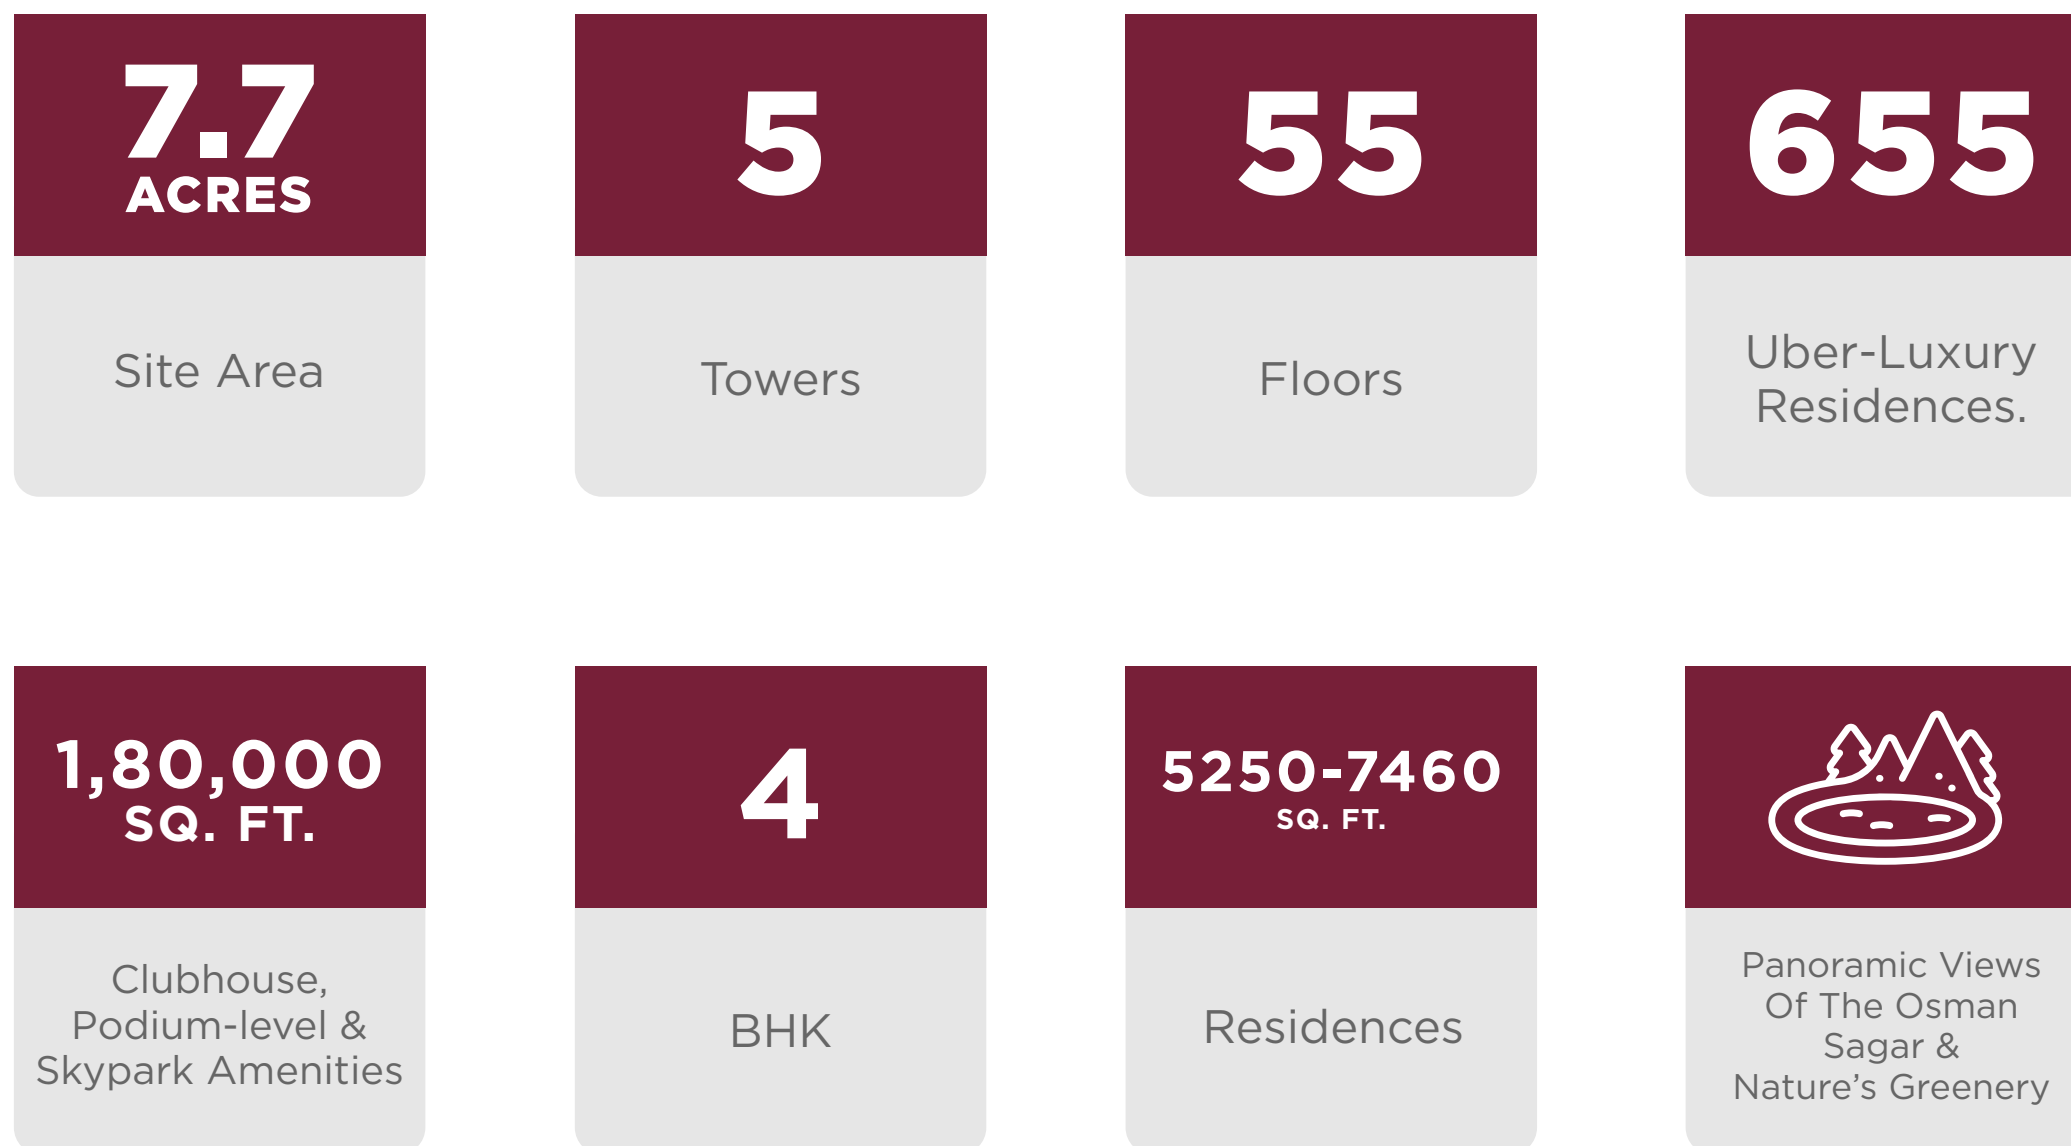 7.7
ACRES
Site Area
5
Towers
55
Floors
655
Uber-Luxury
Residences.
1,80,000
SQ. FT.
Clubhouse,
Podium-level &
Skypark Amenities
4
BHK
5250-7460
SQ. FT.
Residences
Panoramic Views
Of The Osman
Sagar &
Nature’s Greenery